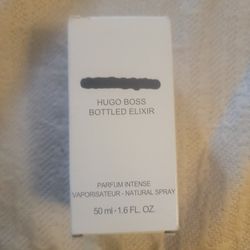 HUGO BOSS
BOTTLED ELIXIR
PARFUM INTENSE
VAPORISATEUR - NATURAL SPRAY
50 ml - 1.6 FL. OZ.